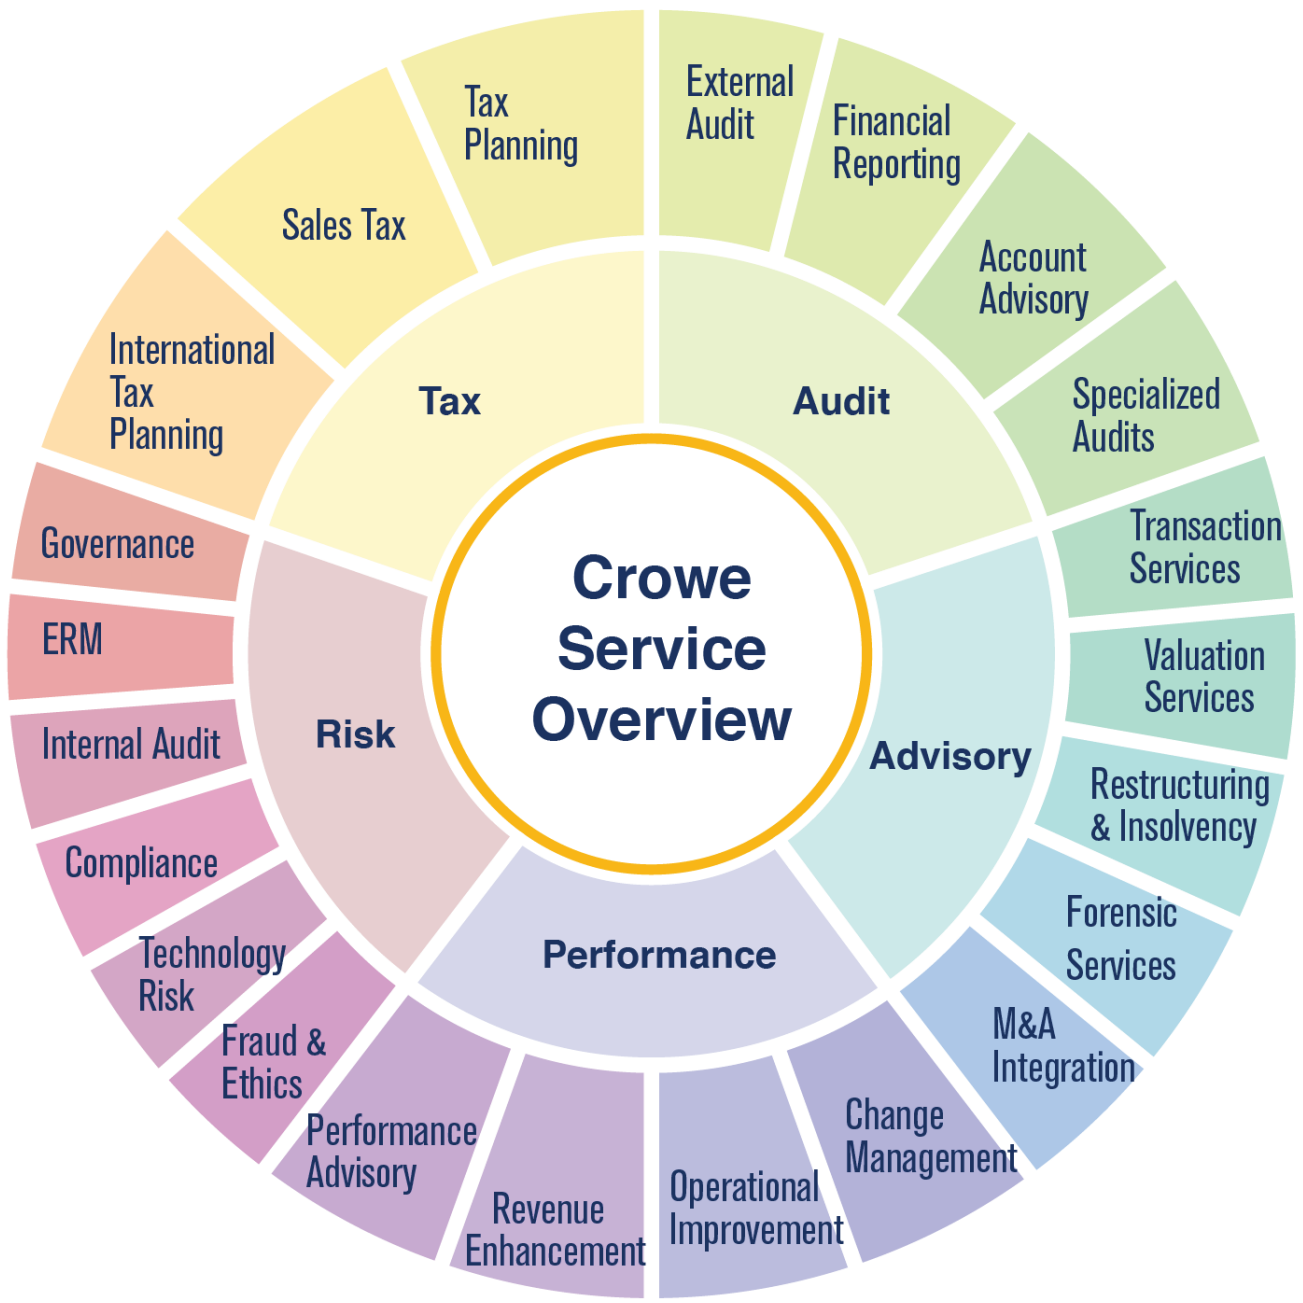 Crowe
Service
Overview
Tax
Audit
Advisory
Performance
Risk
External
Audit
Financial
Reporting
Account
Advisory
Specialized
Audits
Transaction
Services
Valuation
Services
Restructuring
& Insolvency
Forensic
Services
M&A
Integration
Change
Management
Operational
Improvement
Revenue
Enhancement
Performance
Advisory
Fraud &
Ethics
Technology
Risk
Compliance
Internal Audit
ERM
Governance
International
Tax
Planning
Sales Tax
Tax
Planning